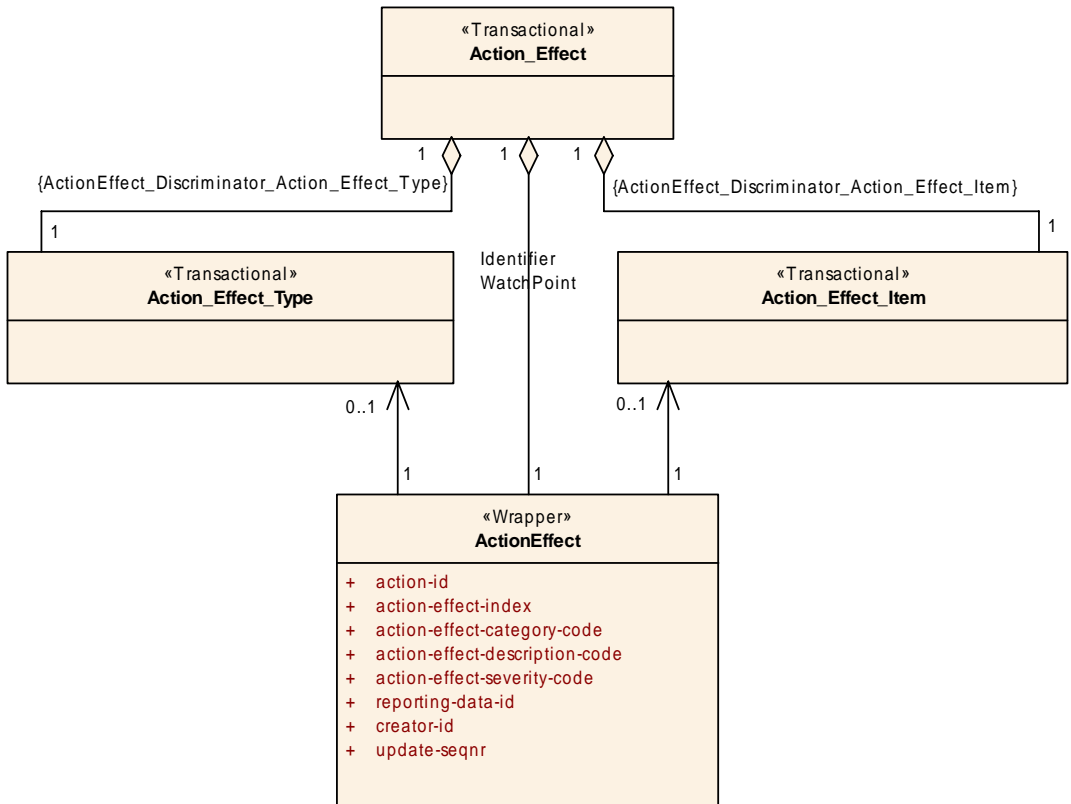 «Transactional»
Action_Effect
1
1
1
{ActionEffect_Discriminator_Action_Effect_Type}
{ActionEffect_Discriminator_Action_Effect_Item}
1
1
«Transactional»
Action_Effect_Type
Identifier
WatchPoint
«Transactional»
Action_Effect_Item
0..1
0..1
1
1
1
«Wrapper»
ActionEffect
+ action-id
+ action-effect-index
+ action-effect-category-code
+ action-effect-description-code
+ action-effect-severity-code
+ reporting-data-id
+ creator-id
+ update-seqnr